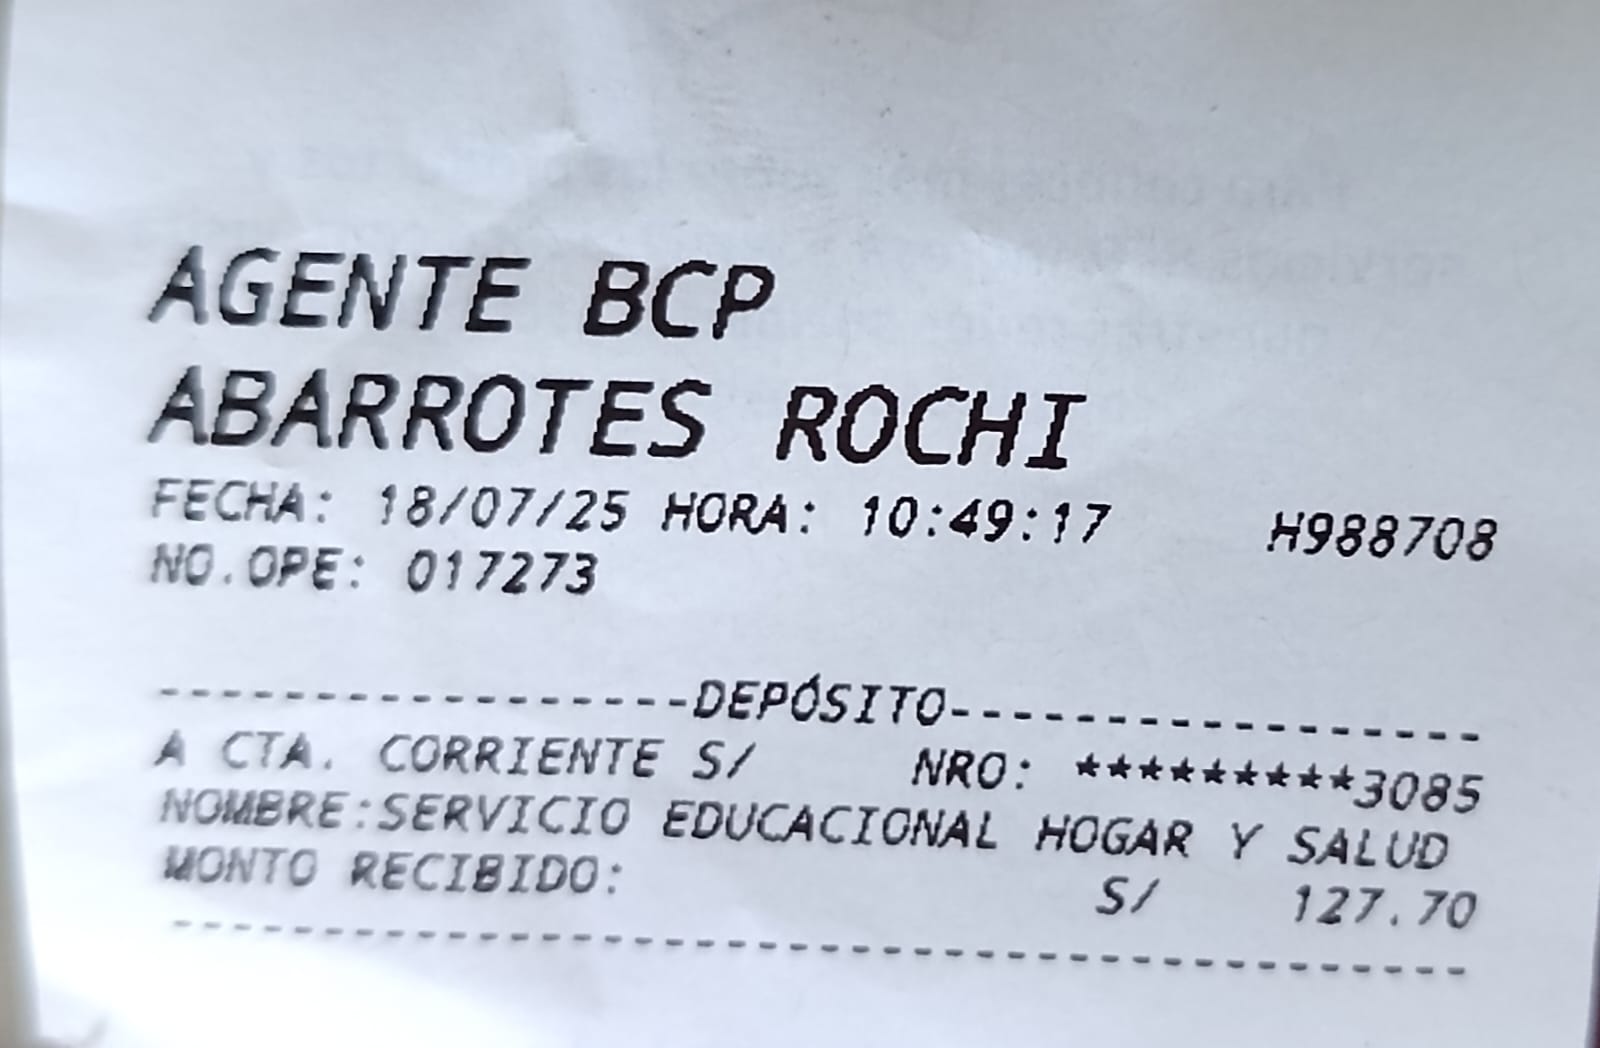 AGENTE BCP
ABARROTES ROCHI
FECHA: 18/07/25 HORA: 10:49:17 H988708
NO.OPE: 017273
-----------------DEPÓSITO-----------------
A CTA. CORRIENTE S/ NRO: *********3085
NOMBRE:SERVICIO EDUCACIONAL HOGAR Y SALUD
MONTO RECIBIDO: S/ 127.70
------------------------------------------